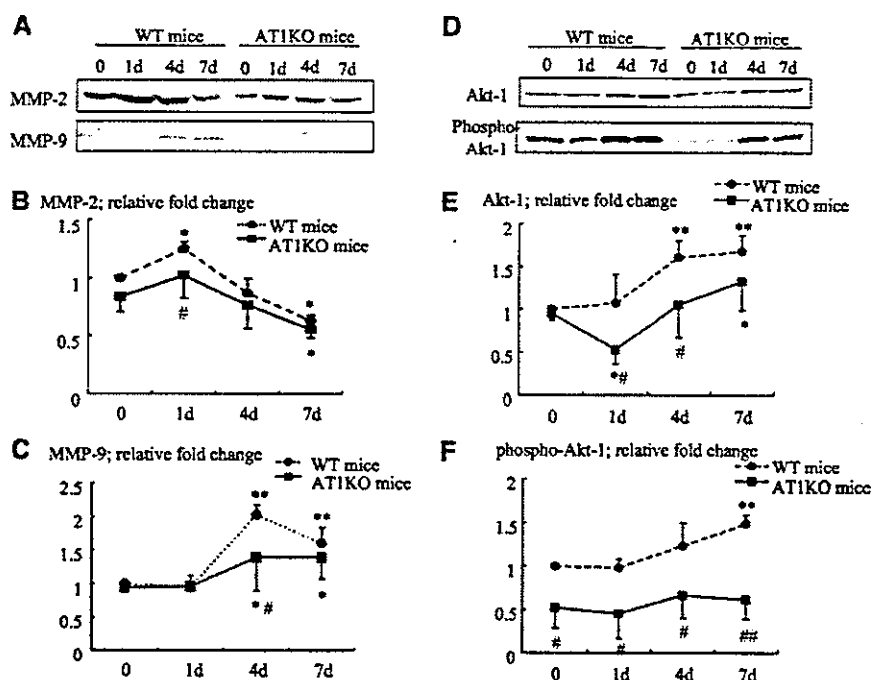 A
WT mice AT1KO mice
0 1d 4d 7d 0 1d 4d 7d
MMP-2
MMP-9
B MMP-2; relative fold change
WT mice
AT1KO mice
1.5
1
0.5
0
*
#
*
*
0 1d 4d 7d
C MMP-9; relative fold change
WT mice
AT1KO mice
2.5
2
1.5
1
0.5
0
**
**
*#
*
0 1d 4d 7d
D
WT mice AT1KO mice
0 1d 4d 7d 0 1d 4d 7d
Akt-1
Phospho
Akt-1
E Akt-1; relative fold change
WT mice
AT1KO mice
2
1.5
1
0.5
0
**
**
*#
#
*
0 1d 4d 7d
F phospho-Akt-1; relative fold change
WT mice
AT1KO mice
2
1.5
1
0.5
0
**
#
#
#
##
0 1d 4d 7d